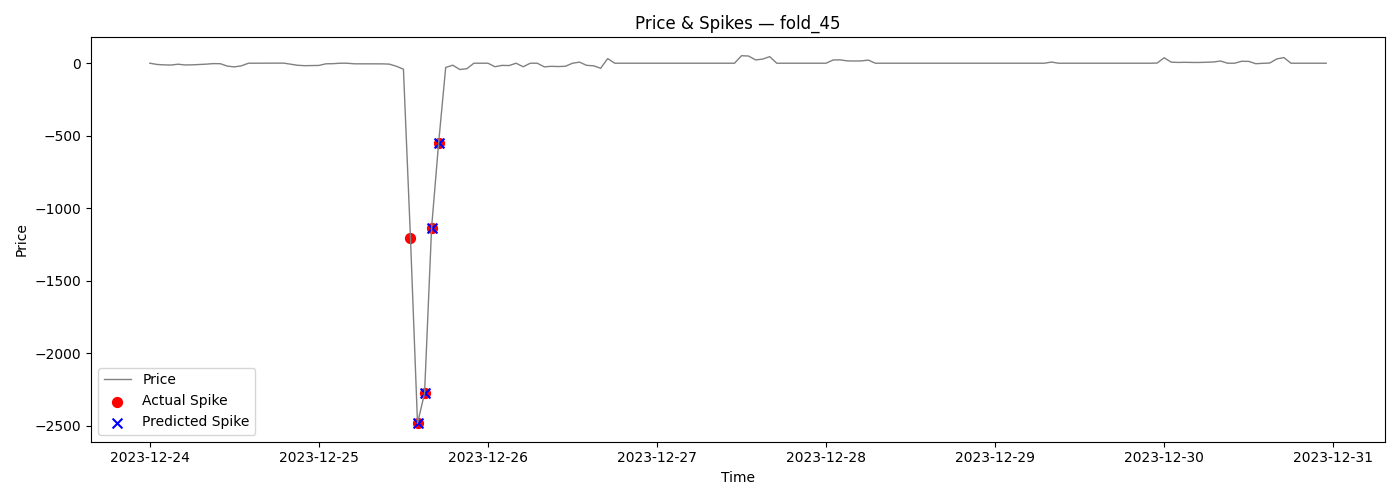 Price & Spikes — fold_45
Price
0
−500
−1000
−1500
−2000
−2500
Price
Actual Spike
Predicted Spike
2023-12-24 2023-12-25 2023-12-26 2023-12-27 2023-12-28 2023-12-29 2023-12-30 2023-12-31
Time